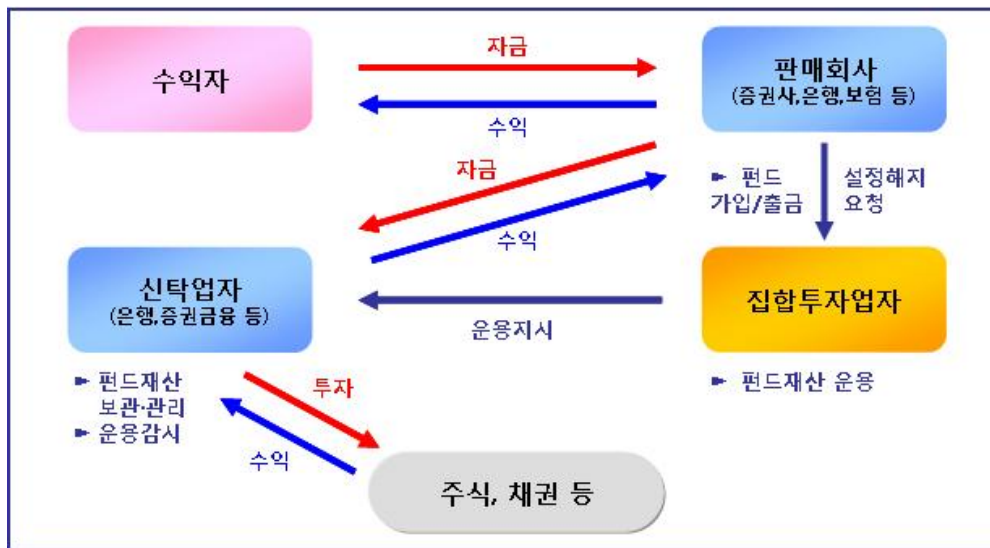 자금
수익자
판매회사
(증권사,은행,보험 등)
수익
자금
► 펀드
가입/출금
설정해지
요청
수익
신탁업자
(은행,증권금융 등)
집합투자업자
운용지시
► 펀드재산
보관·관리
► 운용감시
투자
► 펀드재산 운용
수익
주식, 채권 등